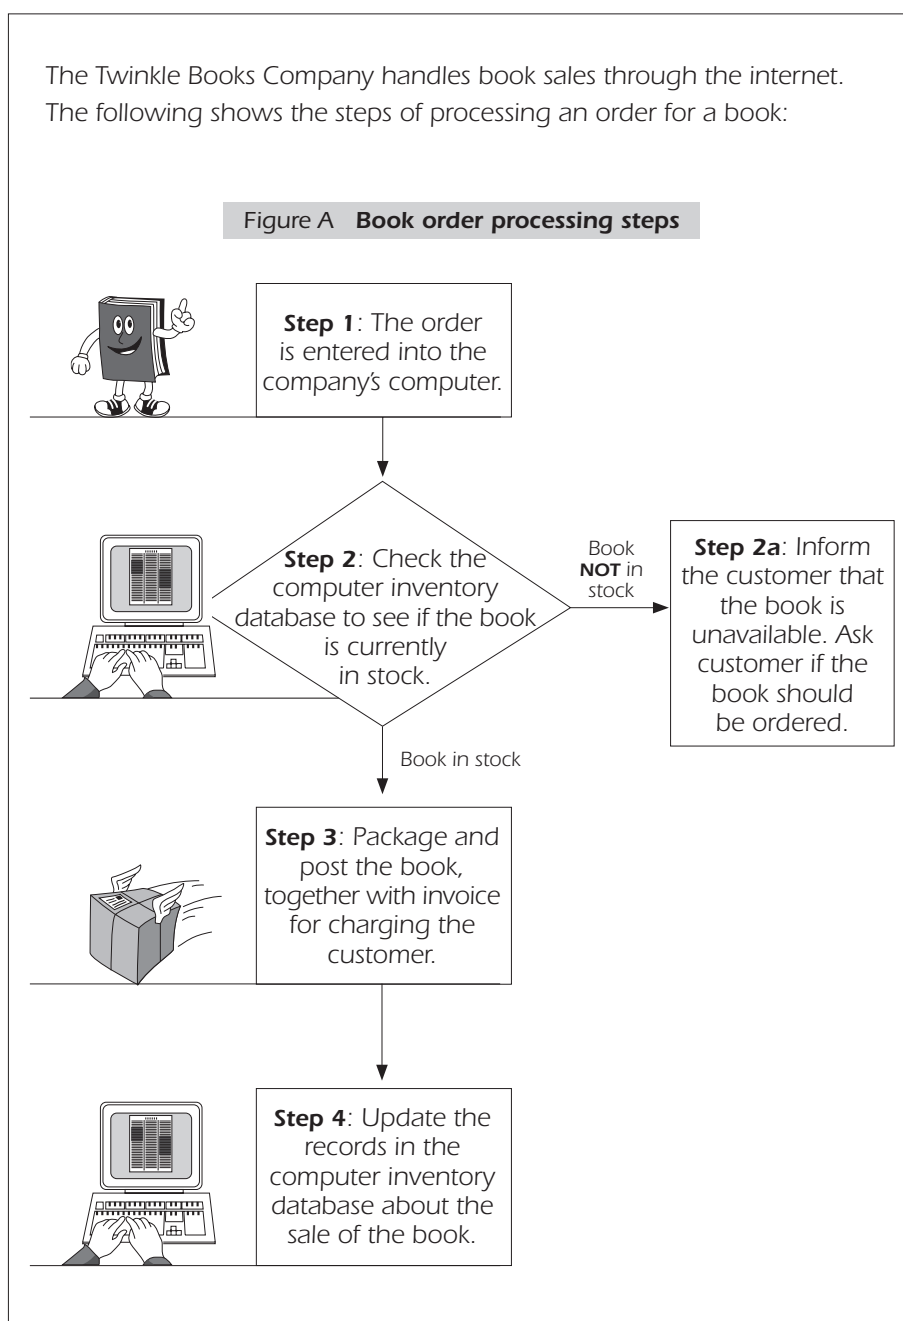 The Twinkle Books Company handles book sales through the internet.
The following shows the steps of processing an order for a book:
Figure A Book order processing steps
Step 1: The order
is entered into the
company's computer.
Step 2: Check the
computer inventory
database to see if the book
is currently
in stock.
Book
NOT in
stock
Step 2a: Inform
the customer that
the book is
unavailable. Ask
customer if the
book should
be ordered.
Book in stock
Step 3: Package and
post the book,
together with invoice
for charging the
customer.
Step 4: Update the
records in the
computer inventory
database about the
sale of the book.